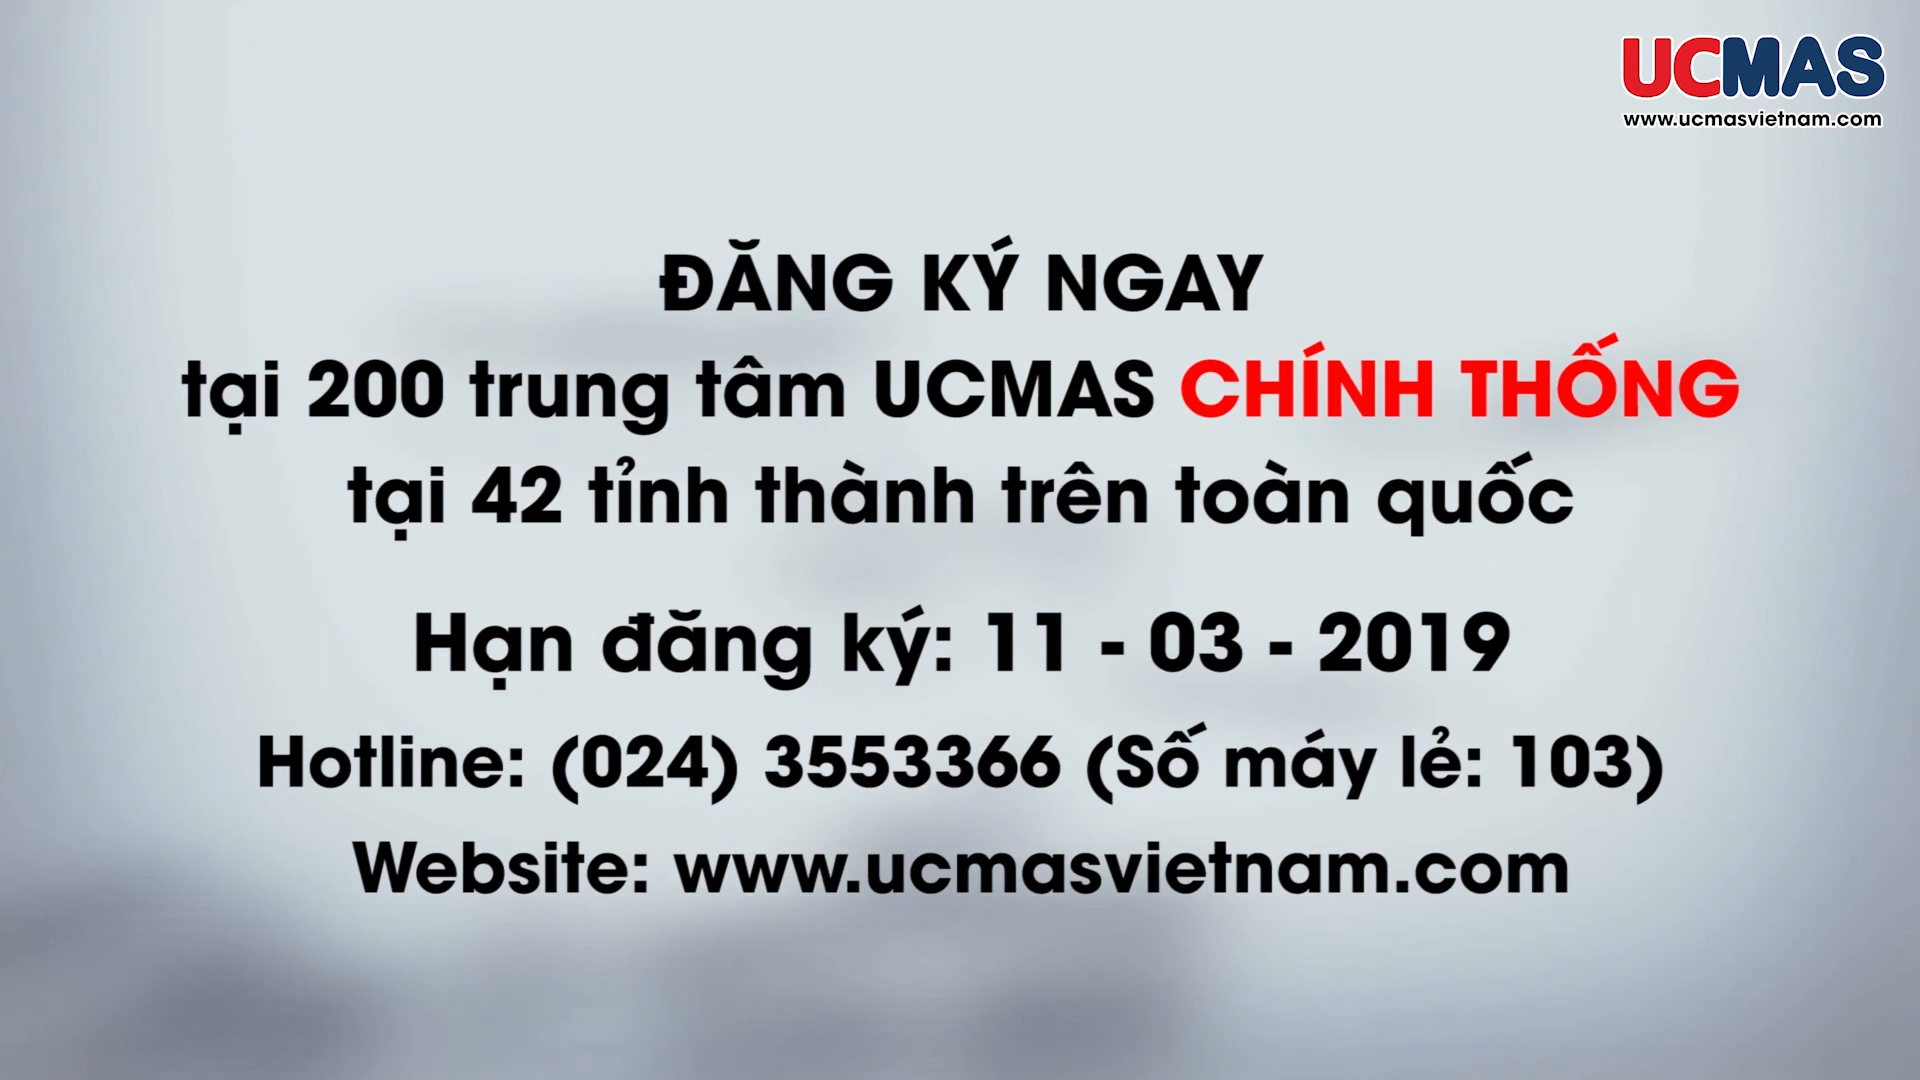 UCMAS
www.ucmasvietnam.com
ĐĂNG KÝ NGAY
tại 200 trung tâm UCMAS CHÍNH THỐNG
tại 42 tỉnh thành trên toàn quốc
Hạn đăng ký: 11 - 03 - 2019
Hotline: (024) 3553366 (Số máy lẻ: 103)
Website: www.ucmasvietnam.com